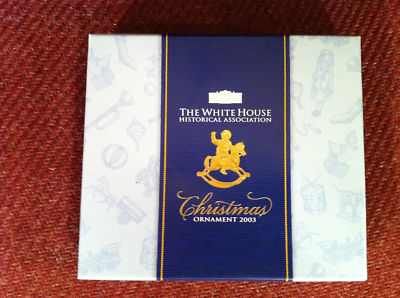 THE WHITE HOUSE
HISTORICAL ASSOCIATION
Christmas
ORNAMENT 2003